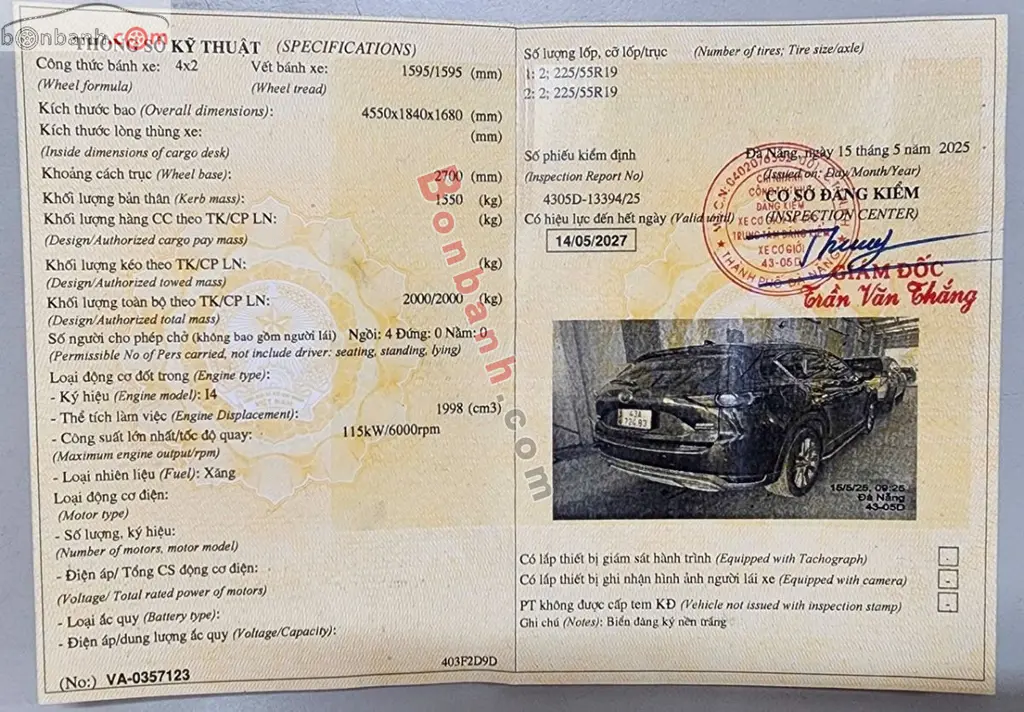 bonbanh.com
THÔNG SỐ KỸ THUẬT (SPECIFICATIONS)
Công thức bánh xe: 4x2 Vết bánh xe: 1595/1595 (mm)
(Wheel formula) (Wheel tread)
Kích thước bao (Overall dimensions): 4550x1840x1680 (mm)
Kích thước lòng thùng xe: (mm)
(Inside dimensions of cargo desk)
Khoảng cách trục (Wheel base): 2700 (mm)
Khối lượng bản thân (Kerb mass): 1550 (kg)
Khối lượng hàng CC theo TK/CP LN: (kg)
(Design/Authorized cargo pay mass)
Khối lượng kéo theo TK/CP LN: (kg)
(Design/Authorized towed mass)
Khối lượng toàn bộ theo TK/CP LN: 2000/2000 (kg)
(Design/Authorized total mass)
Số người cho phép chở (không bao gồm người lái) Ngồi: 4 Đứng: 0 Nằm: 0
(Permissible No of Pers carried, not include driver: seating, standing, lying)
Loại động cơ đốt trong (Engine type):
- Ký hiệu (Engine model): I4
- Thể tích làm việc (Engine Displacement): 1998 (cm3)
- Công suất lớn nhất/tốc độ quay: 115kW/6000rpm
(Maximum engine output/rpm)
- Loại nhiên liệu (Fuel): Xăng
Loại động cơ điện:
(Motor type)
- Số lượng, ký hiệu:
(Number of motors, motor model)
- Điện áp/ Tổng CS động cơ điện:
(Voltage/ Total rated power of motors)
- Loại ắc quy (Battery type):
- Điện áp/dung lượng ắc quy (Voltage/Capacity):
403F2D9D
(No:) VA-0357123
Bonbanh.com
Số lượng lốp, cỡ lốp/trục (Number of tires; Tire size/axle)
1: 2; 225/55R19
2: 2; 225/55R19
Số phiếu kiểm định Đà Nẵng, ngày 15 tháng 5 năm 2025
(Inspection Report No) (Issued on: Day/Month/Year)
4305D-13394/25 CƠ SỞ ĐĂNG KIỂM
Có hiệu lực đến hết ngày (Valid until) (INSPECTION CENTER)
14/05/2027
TRUNG TÂM ĐĂNG KIỂM
XE CƠ GIỚI
43-05D
THÀNH PHỐ ĐÀ NẴNG
GIÁM ĐỐC
Trần Văn Thắng
43A
15/5/25, 09:25
Đà Nẵng
43-05D
Có lắp thiết bị giám sát hành trình (Equipped with Tachograph)
Có lắp thiết bị ghi nhận hình ảnh người lái xe (Equipped with camera)
PT không được cấp tem KĐ (Vehicle not issued with inspection stamp)
Ghi chú (Notes): Biển đăng ký nền trắng